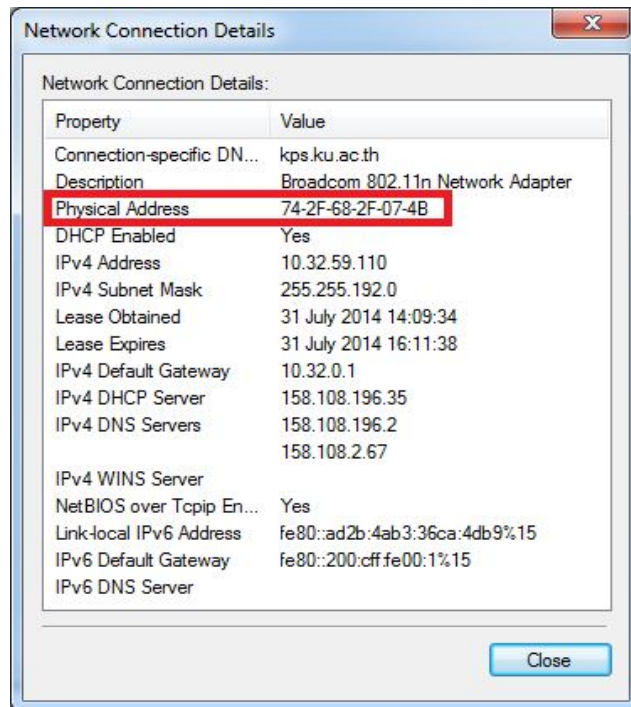 Network Connection Details
Network Connection Details:
Property Value
Connection-specific DN... kps.ku.ac.th
Description Broadcom 802.11n Network Adapter
Physical Address 74-2F-68-2F-07-4B
DHCP Enabled Yes
IPv4 Address 10.32.59.110
IPv4 Subnet Mask 255.255.192.0
Lease Obtained 31 July 2014 14:09:34
Lease Expires 31 July 2014 16:11:38
IPv4 Default Gateway 10.32.0.1
IPv4 DHCP Server 158.108.196.35
IPv4 DNS Servers 158.108.196.2
158.108.2.67
IPv4 WINS Server
NetBIOS over Tcpip En... Yes
Link-local IPv6 Address fe80::ad2b:4ab3:36ca:4db9%15
IPv6 Default Gateway fe80::200:cff:fe00:1%15
IPv6 DNS Server
Close